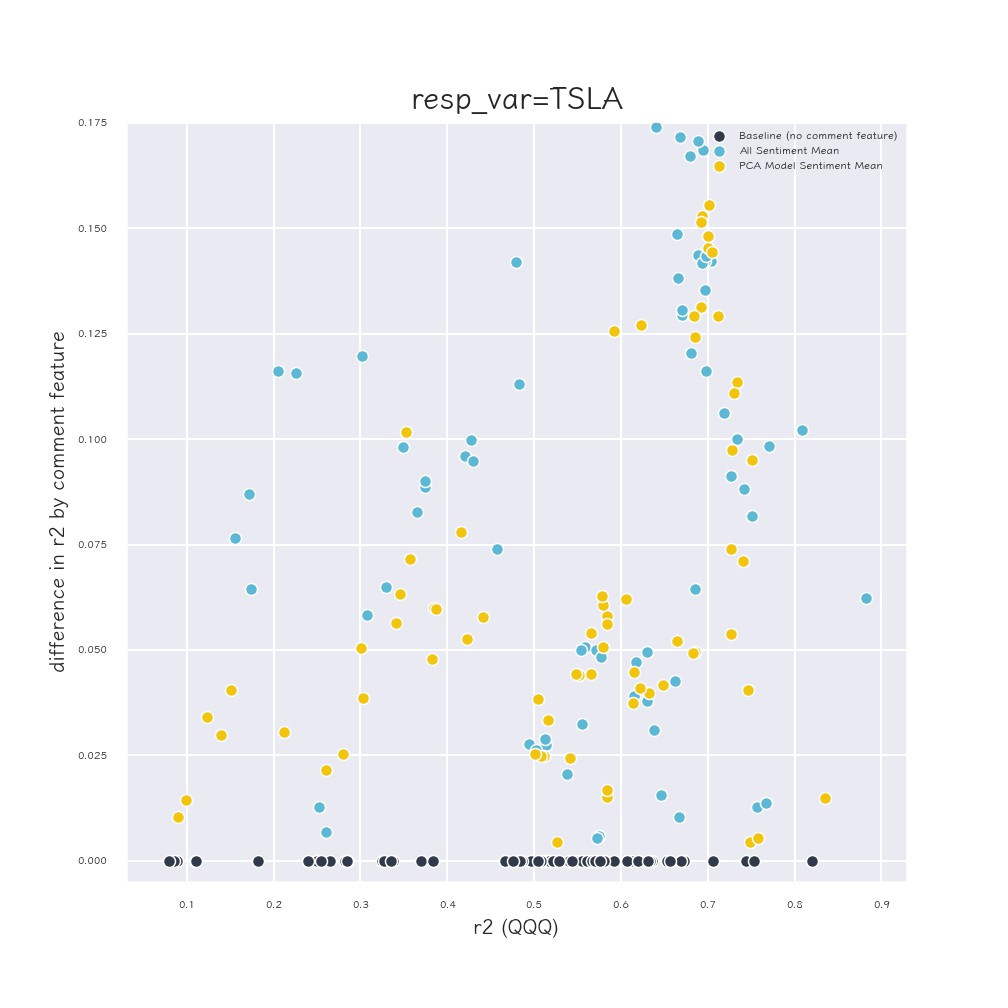 resp_var=TSLA
Baseline (no comment feature)
All Sentiment Mean
PCA Model Sentiment Mean
difference in r2 by comment feature
0.175
0.150
0.125
0.100
0.075
0.050
0.025
0.000
0.1 0.2 0.3 0.4 0.5 0.6 0.7 0.8 0.9
r2 (QQQ)